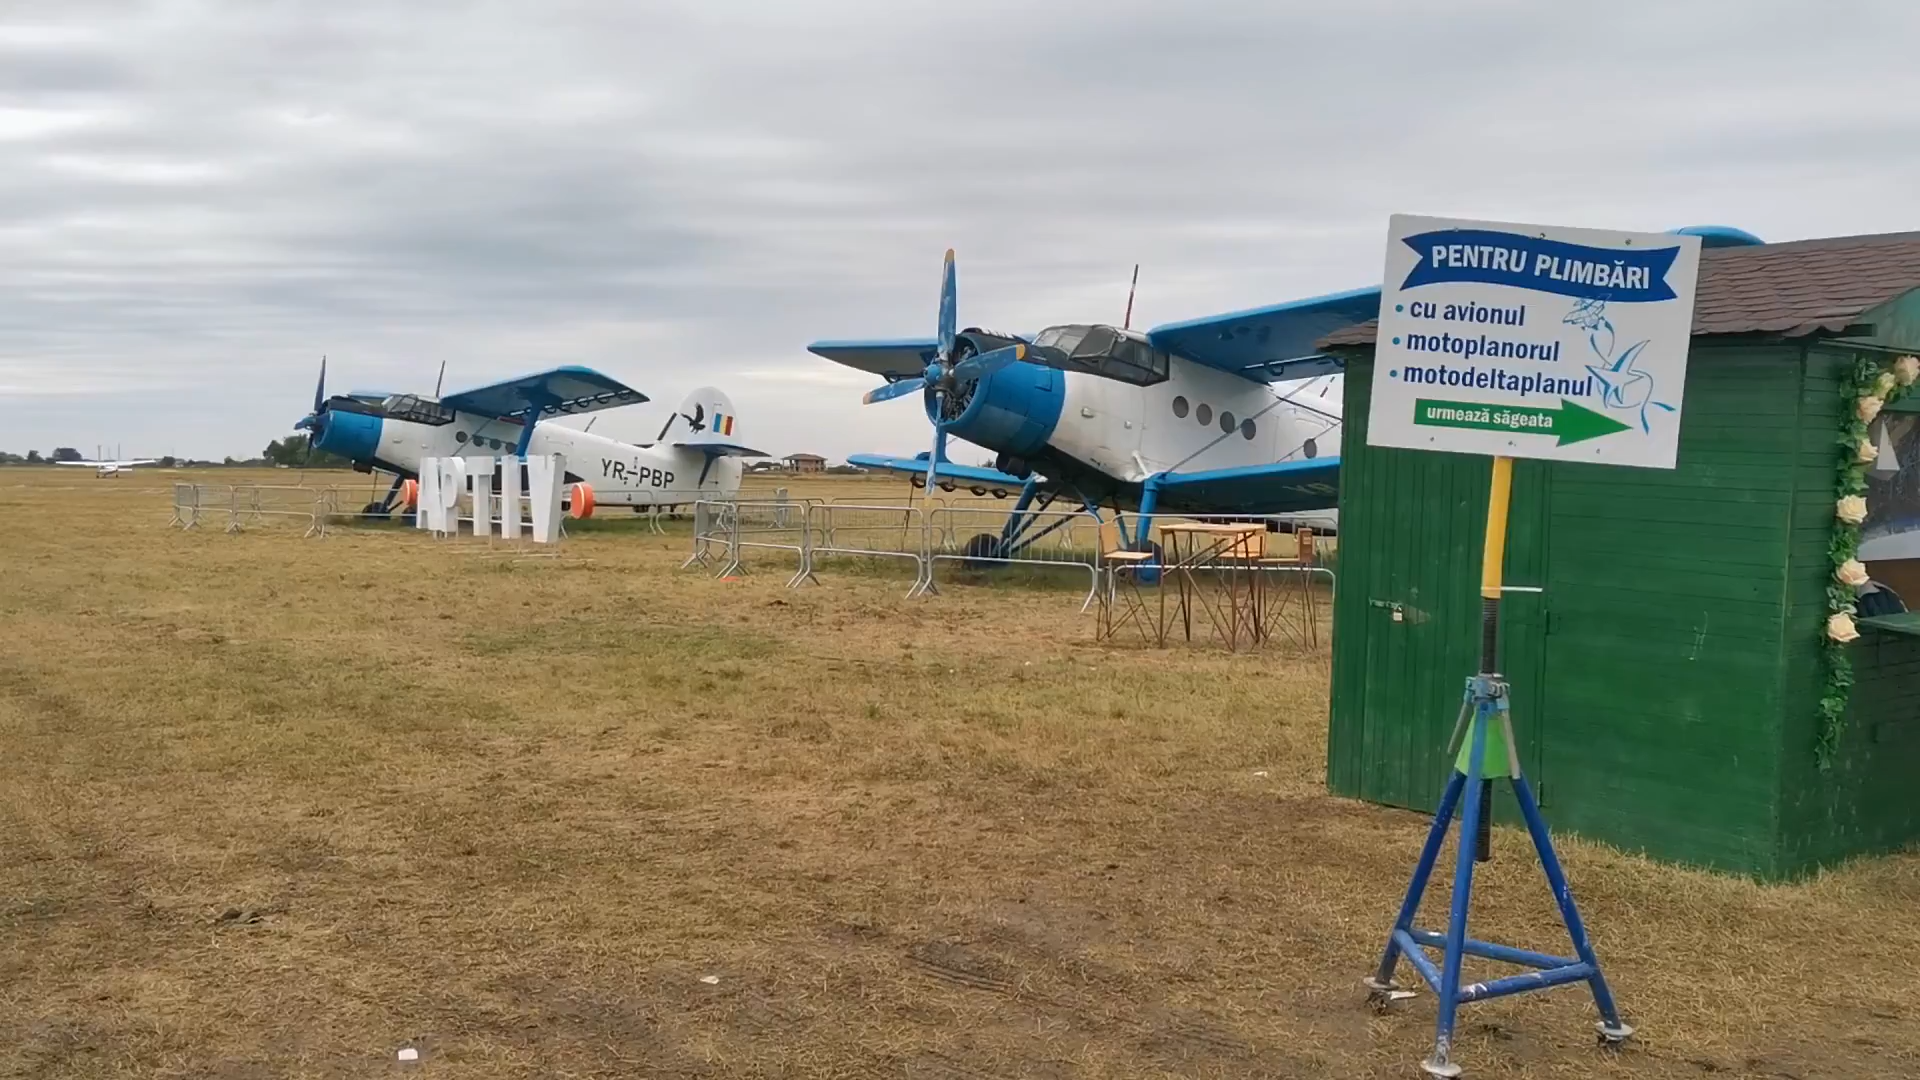 PENTRU PLIMBĂRI
• cu avionul
• motoplanorul
• motodeltaplanul
urmează săgeata
YR-PBP
APTIV